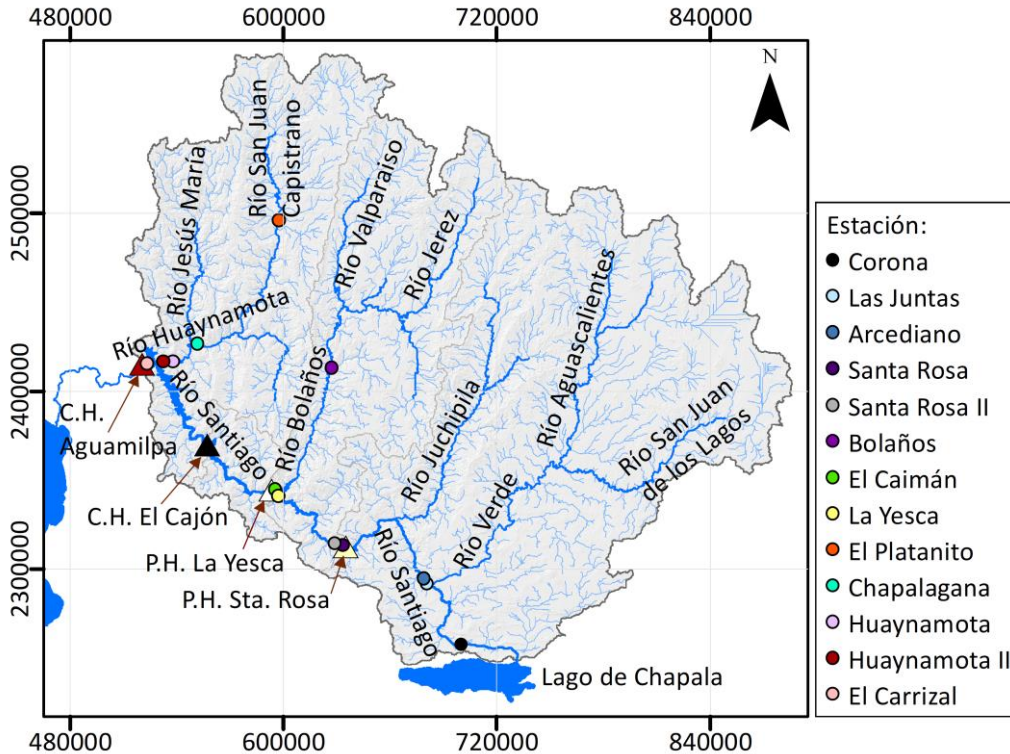 480000 600000 720000 840000
N
2500000
2400000
2300000
Río San Juan
Capistrano
Río Jesús María
Río Valparaiso
Río Jerez
Río Huaynamota
Río Aguascalientes
Río Santiago
Río Bolaños
Río Juchipila
Río San Juan
de los Lagos
C.H.
Aguamilpa
C.H. El Cajón
Río Verde
P.H. La Yesca
Río Santiago
P.H. Sta. Rosa
Lago de Chapala
Estación:
Corona
Las Juntas
Arcediano
Santa Rosa
Santa Rosa II
Bolaños
El Caimán
La Yesca
El Platanito
Chapalagana
Huaynamota
Huaynamota II
El Carrizal
480000 600000 720000 840000